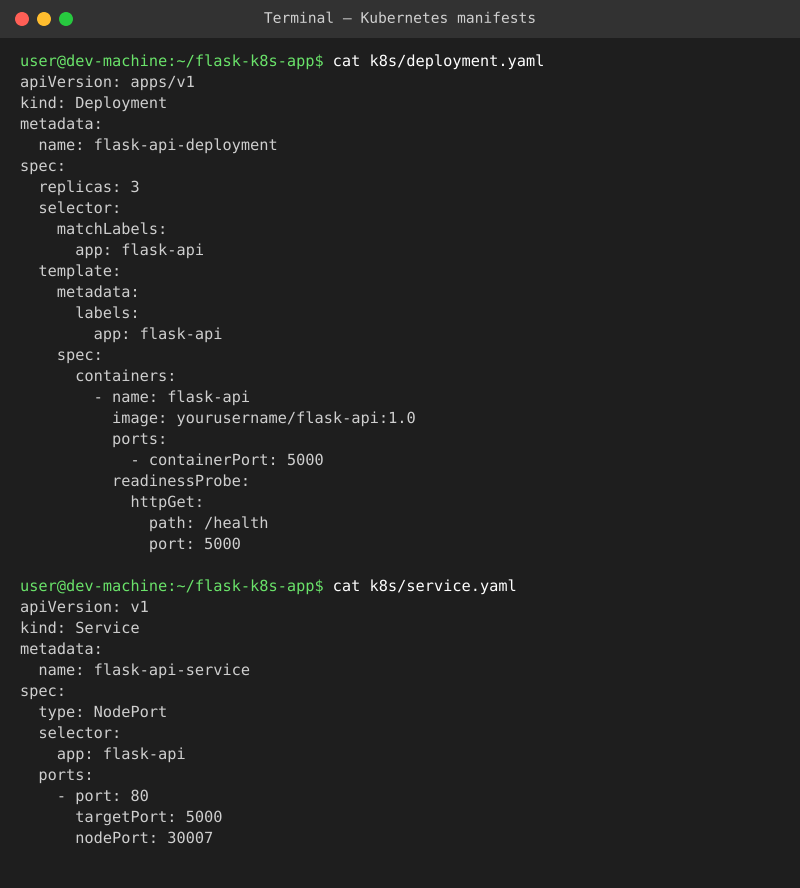 Terminal — Kubernetes manifests
user@dev-machine:~/flask-k8s-app$ cat k8s/deployment.yaml
apiVersion: apps/v1
kind: Deployment
metadata:
  name: flask-api-deployment
spec:
  replicas: 3
  selector:
    matchLabels:
      app: flask-api
  template:
    metadata:
      labels:
        app: flask-api
    spec:
      containers:
        - name: flask-api
          image: yourusername/flask-api:1.0
          ports:
            - containerPort: 5000
          readinessProbe:
            httpGet:
              path: /health
              port: 5000

user@dev-machine:~/flask-k8s-app$ cat k8s/service.yaml
apiVersion: v1
kind: Service
metadata:
  name: flask-api-service
spec:
  type: NodePort
  selector:
    app: flask-api
  ports:
    - port: 80
      targetPort: 5000
      nodePort: 30007